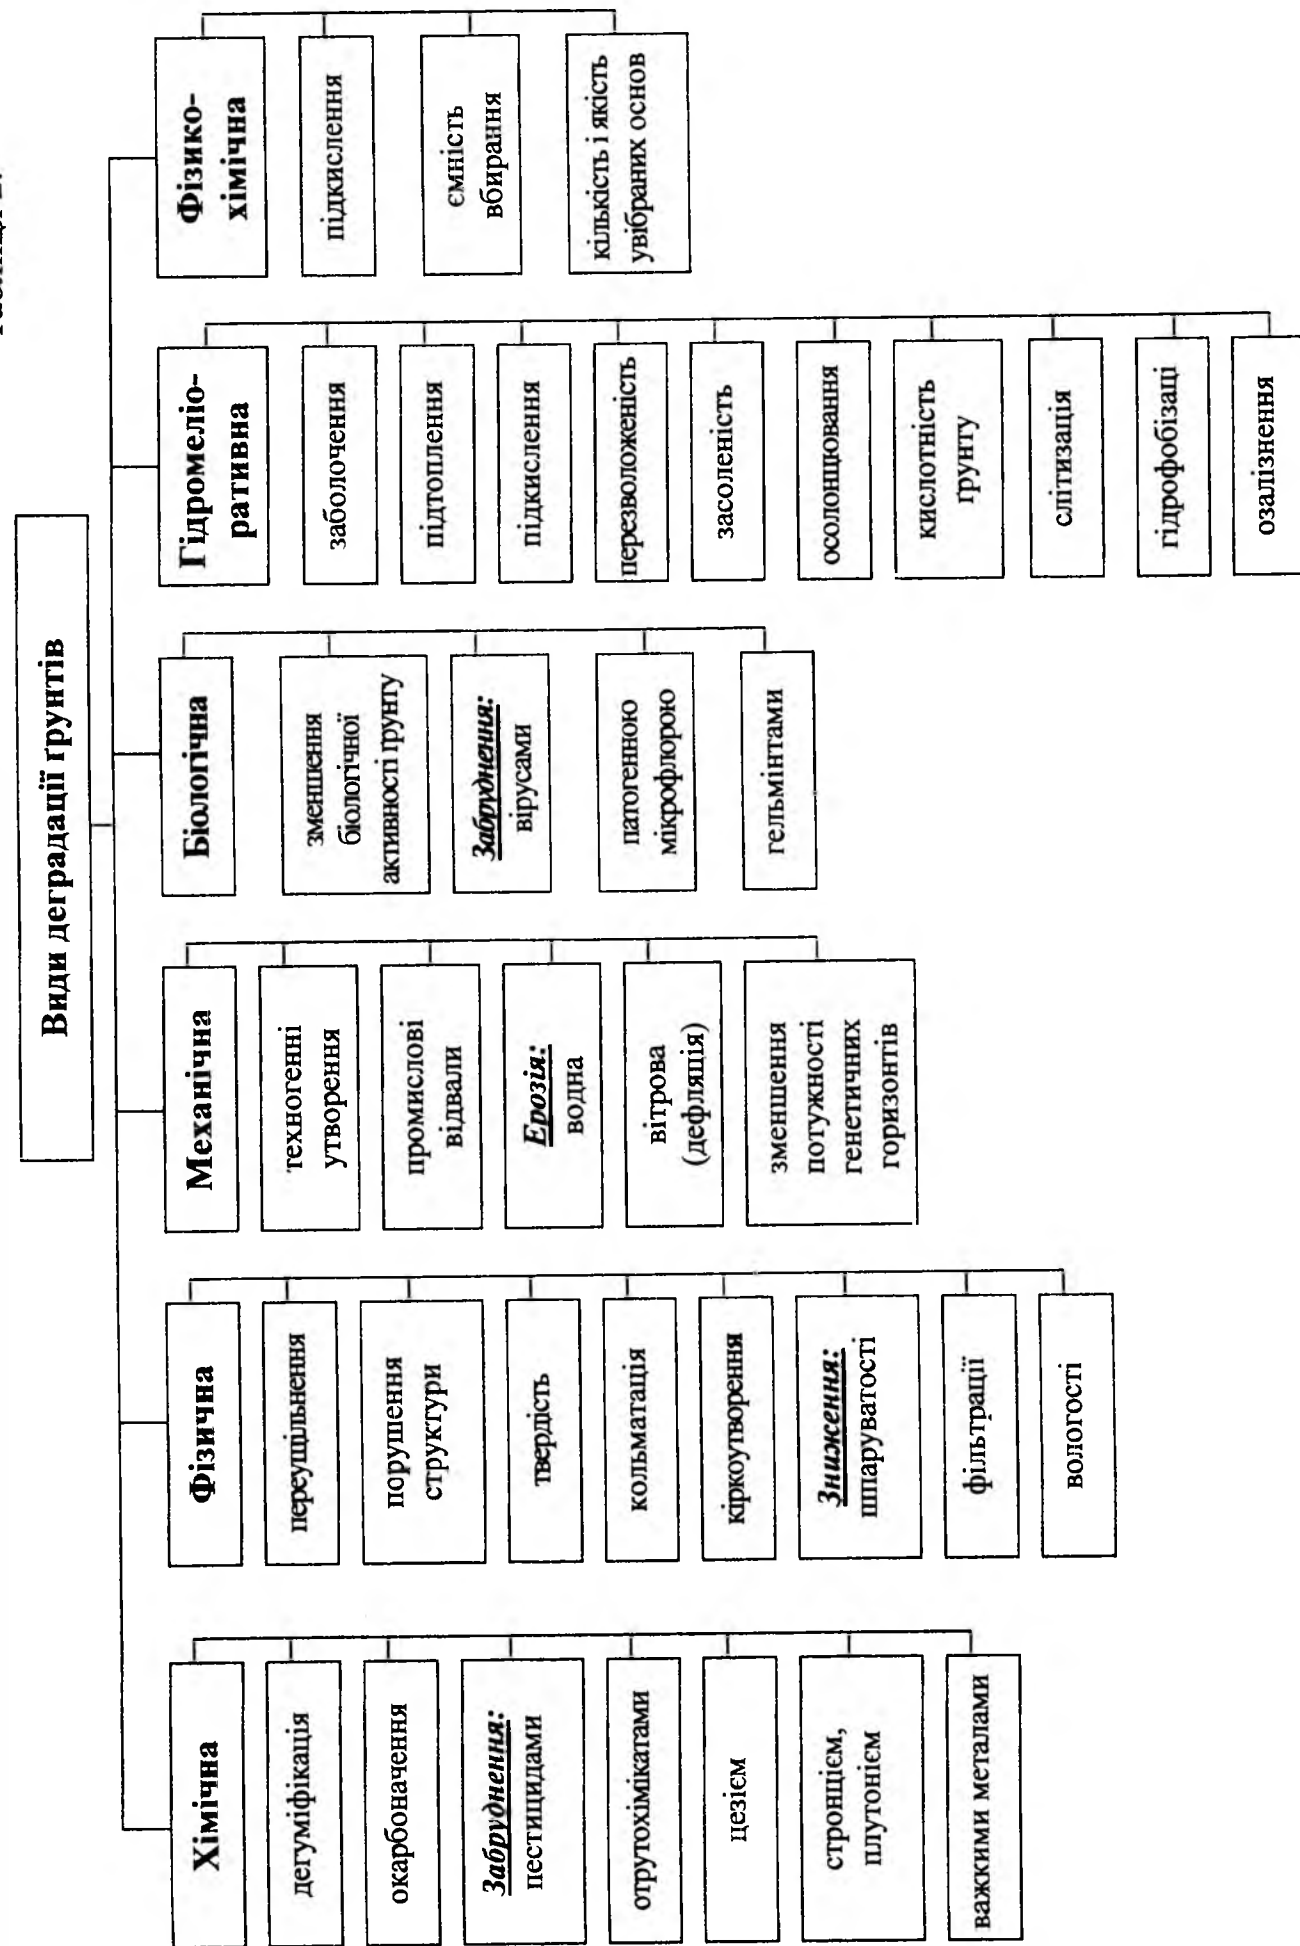 Види деградації ґрунтів
Хімічна
дегуміфікація
окарбоначення
Забруднення:
пестицидами
отрутохімікатами
цезієм
стронцієм,
плутонієм
важкими металами
Фізична
переущільнення
порушення
структури
твердість
кольматація
кіркоутворення
Зниження:
шпаруватості
фільтрації
вологості
Механічна
техногенні
утворення
промислові
відвали
Ерозія:
водна
вітрова
(дефляція)
зменшення
потужності
генетичних
горизонтів
Біологічна
зменшення
біологічної
активності ґрунту
Забруднення:
вірусами
патогенною
мікрофлорою
гельмінтами
Гідромеліо-
ративна
заболочення
підтоплення
підкислення
перезволоженість
засоленість
осолонцювання
кислотність
ґрунту
слітизація
гідрофобізаці
озалізнення
Фізико-
хімічна
підкислення
ємність
вбирання
кількість і якість
увібраних основ